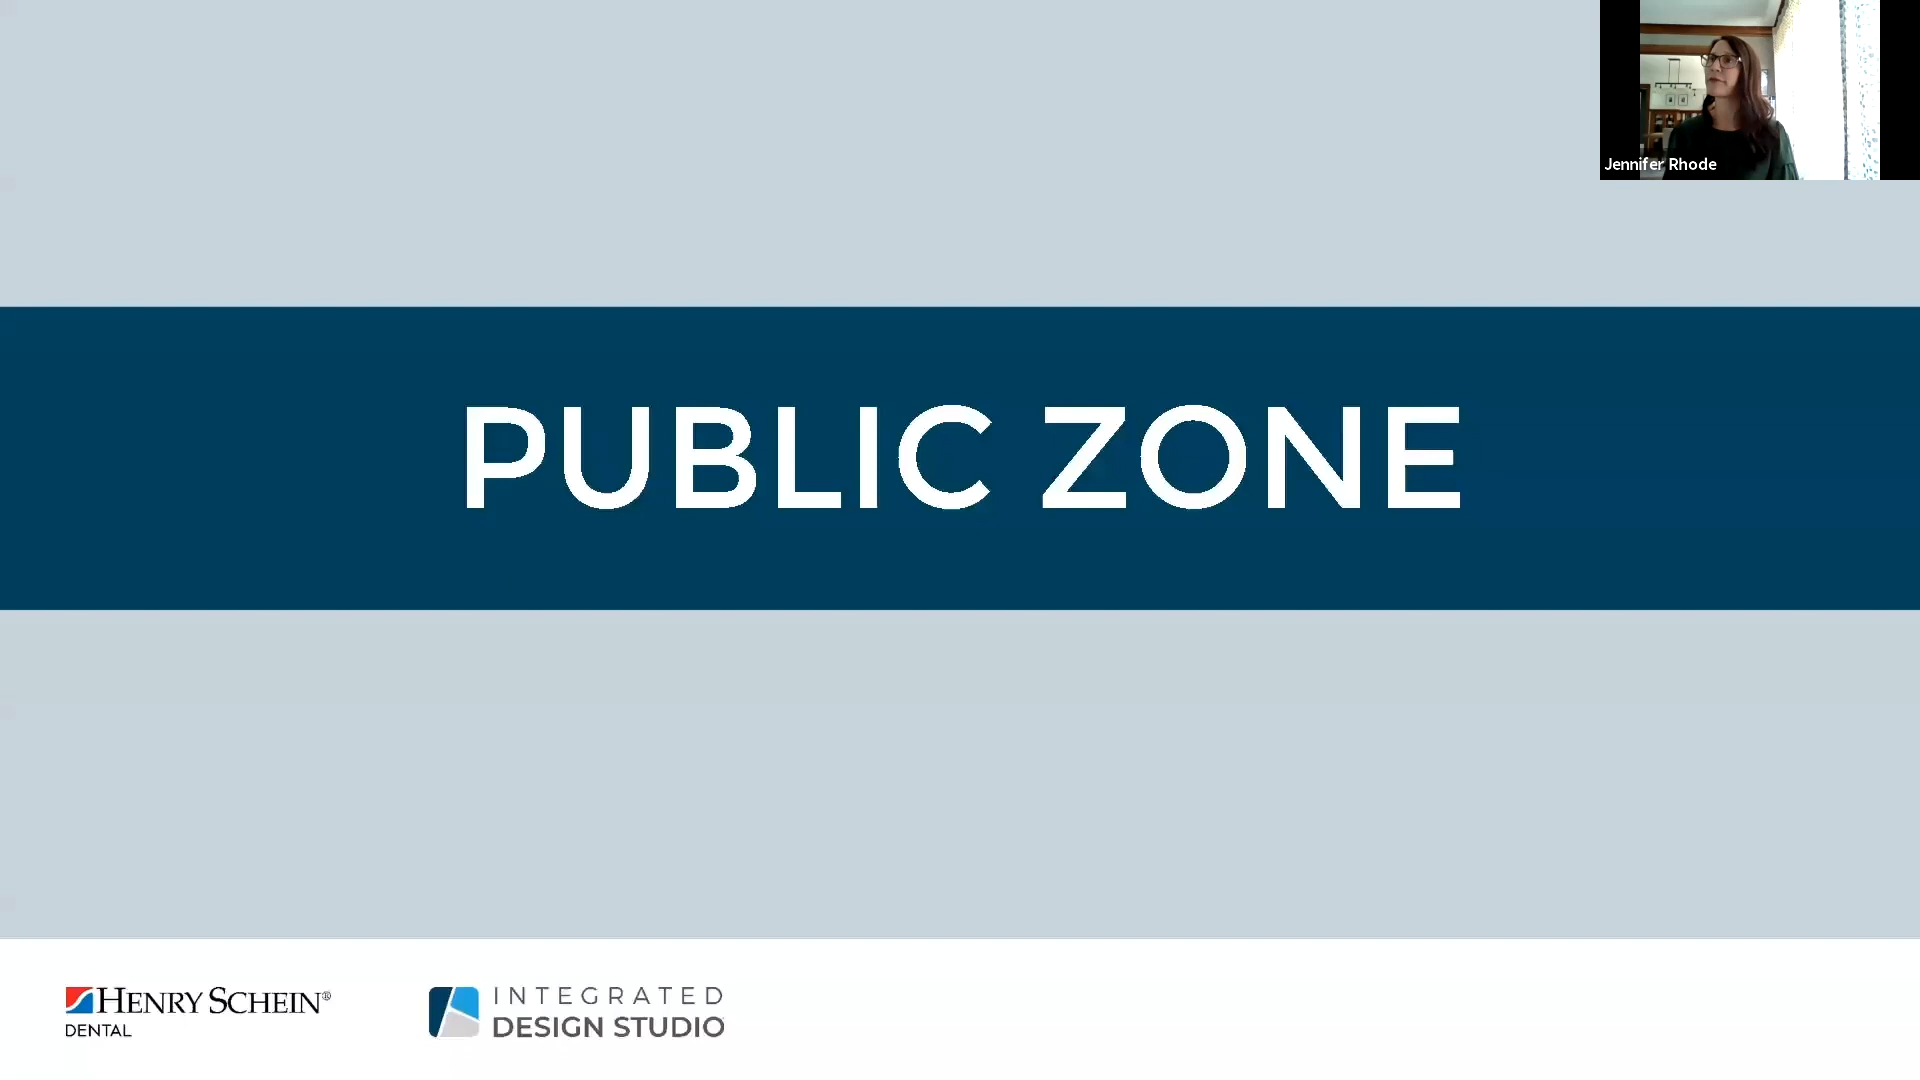 Jennifer Rhode
PUBLIC ZONE
HENRY SCHEIN®
DENTAL
INTEGRATED
DESIGN STUDIO